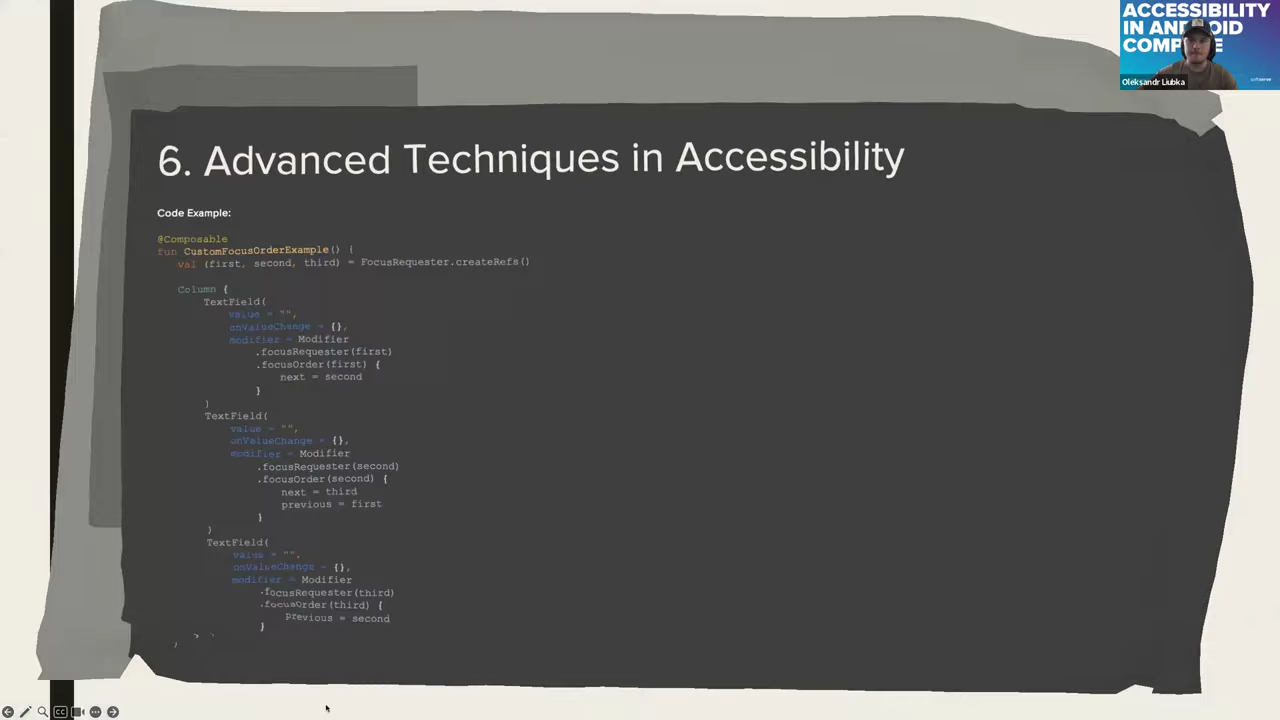 ACCESSIBILITY
IN ANDROID
COMP E
Oleksandr Liubka
softserve
6. Advanced Techniques in Accessibility
Code Example:
@Composable
fun CustomFocusOrderExample() {
val (first, second, third) = FocusRequester.createRefs()
Column {
TextField(
value = "",
onValueChange = {},
modifier = Modifier
.focusRequester(first)
.focusOrder(first) {
next = second
}
)
TextField(
value = "",
onValueChange = {},
modifier = Modifier
.focusRequester(second)
.focusOrder(second) {
next = third
previous = first
}
)
TextField(
value = "",
onValueChange = {},
modifier = Modifier
.focusRequester(third)
.focusOrder(third) {
previous = second
}
CC